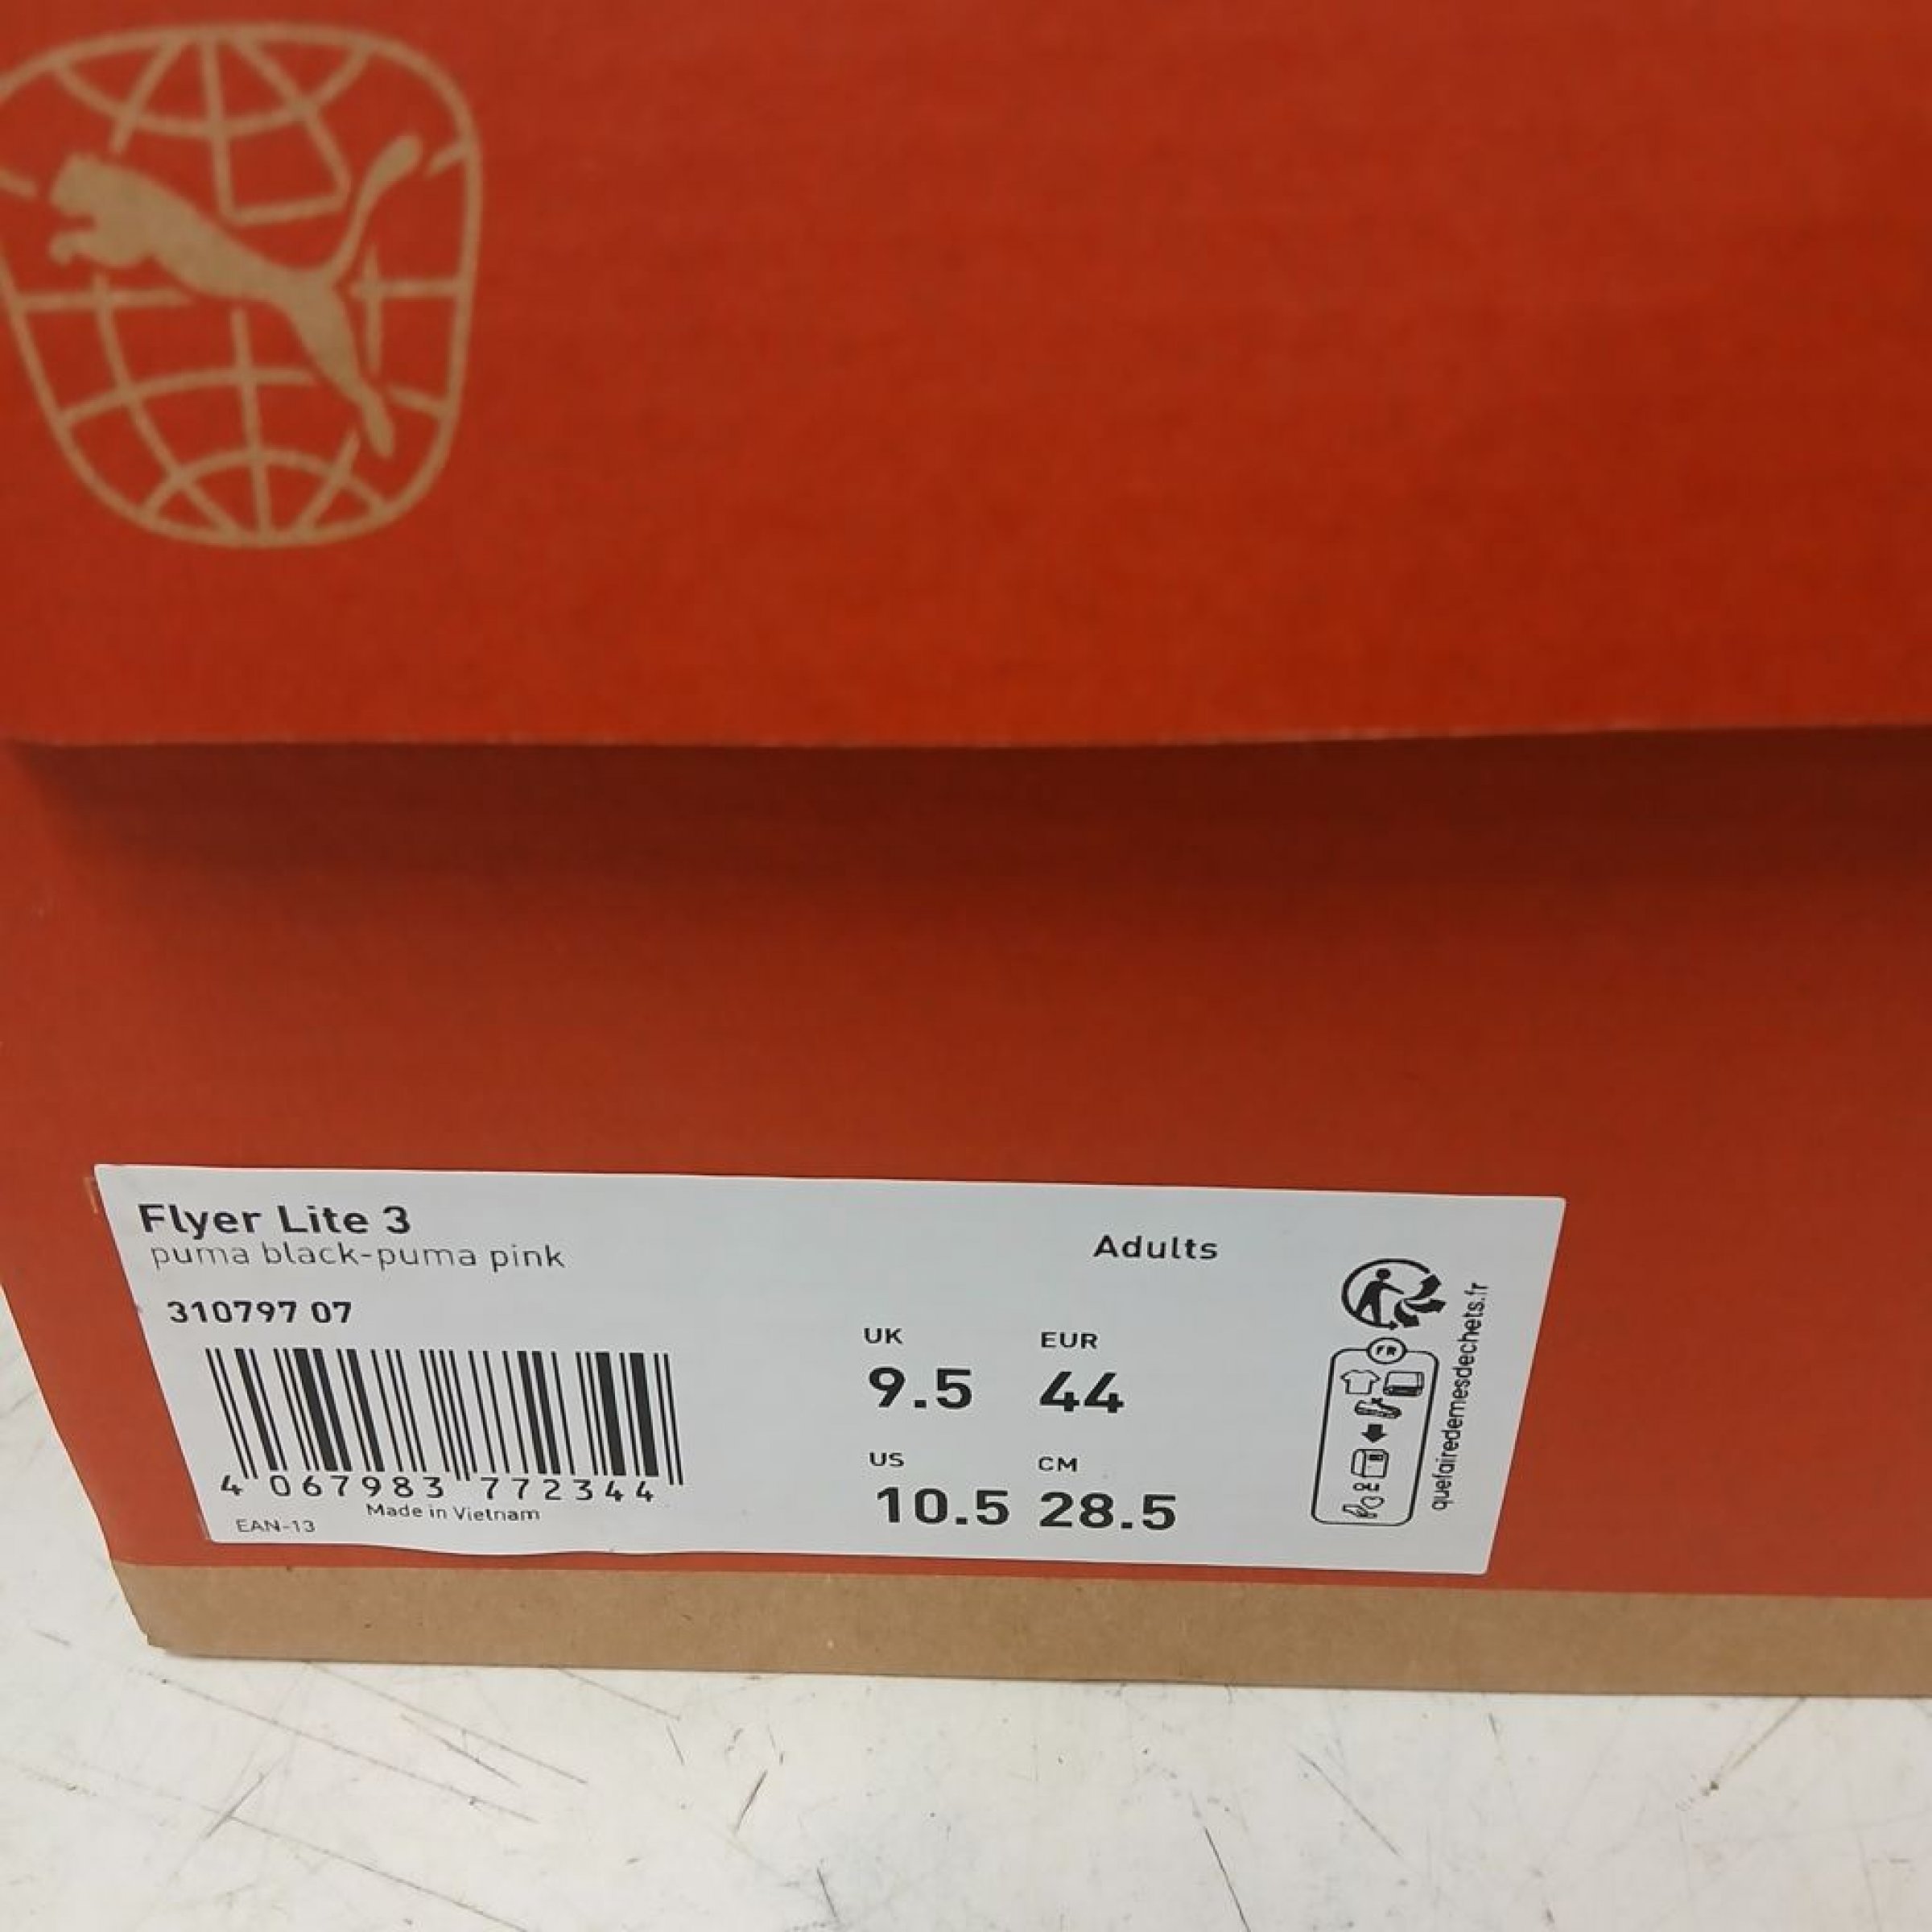 Flyer Lite 3
puma black-puma pink
Adults
310797 07
UK
EUR
9.5
44
US
CM
10.5
28.5
4 067983 772344
Made in Vietnam
EAN-13
FR
quefairedemesdechets.fr